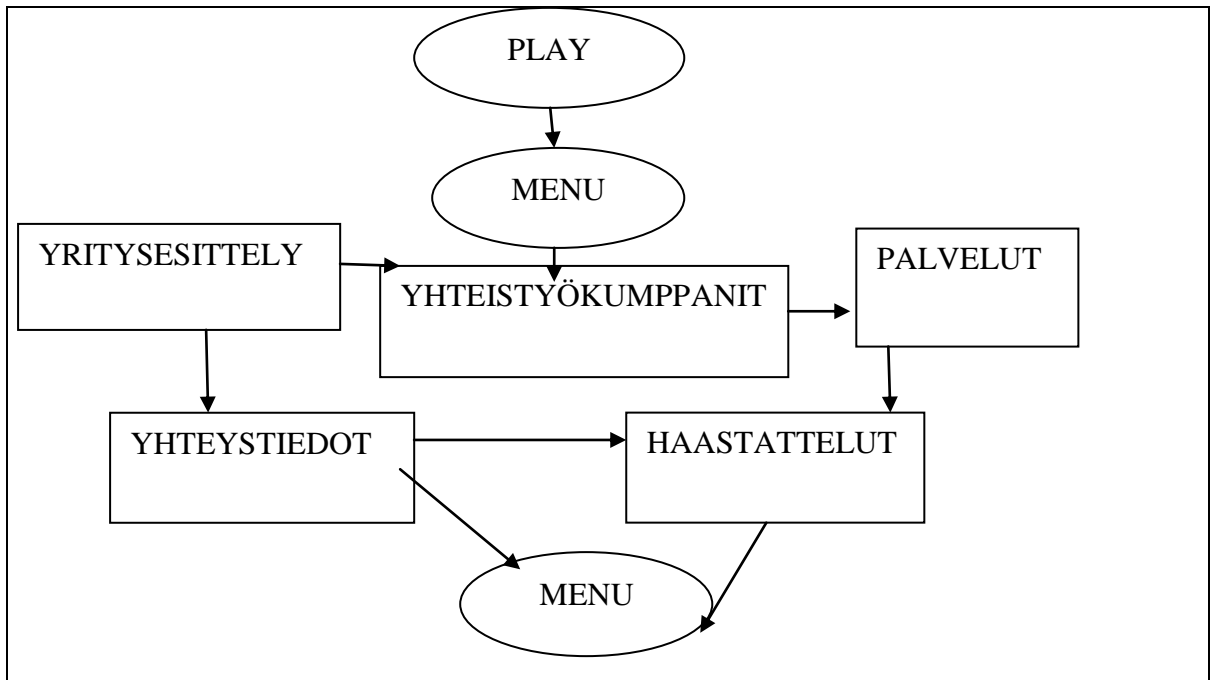 PLAY
MENU
YRITYSESITTELY
YHTEISTYÖKUMPPANIT
PALVELUT
YHTEYSTIEDOT
HAASTATTELUT
MENU